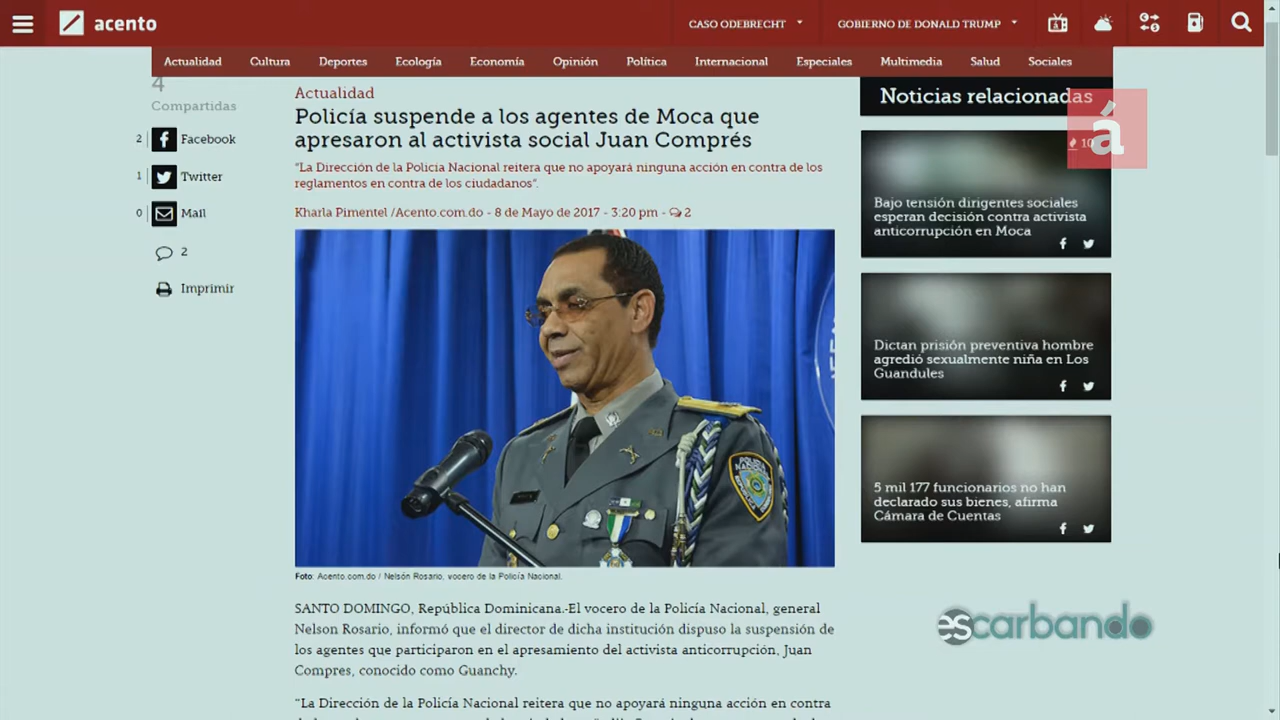 acento
CASO ODEBRECHT
GOBIERNO DE DONALD TRUMP
Actualidad
Cultura
Deportes
Ecología
Economía
Opinión
Política
Internacional
Especiales
Multimedia
Salud
Sociales
4
Compartidas
2 Facebook
1 Twitter
0 Mail
2
Imprimir
Actualidad
Policía suspende a los agentes de Moca que
apresaron al activista social Juan Comprés
“La Dirección de la Policía Nacional reitera que no apoyará ninguna acción en contra de los
reglamentos en contra de los ciudadanos”.
Kharla Pimentel /Acento.com.do - 8 de Mayo de 2017 - 3:20 pm - 2
POLICIA
NACIONAL
Foto: Acento.com.do / Nelsón Rosario, vocero de la Policía Nacional.
SANTO DOMINGO, República Dominicana.-El vocero de la Policía Nacional, general
Nelson Rosario, informó que el director de dicha institución dispuso la suspensión de
los agentes que participaron en el apresamiento del activista anticorrupción, Juan
Compres, conocido como Guanchy.
“La Dirección de la Policía Nacional reitera que no apoyará ninguna acción en contra
Noticias relacionadas
á
10
Bajo tensión dirigentes sociales
esperan decisión contra activista
anticorrupción en Moca
Dictan prisión preventiva hombre
agredió sexualmente niña en Los
Guandules
5 mil 177 funcionarios no han
declarado sus bienes, afirma
Cámara de Cuentas
escarbando